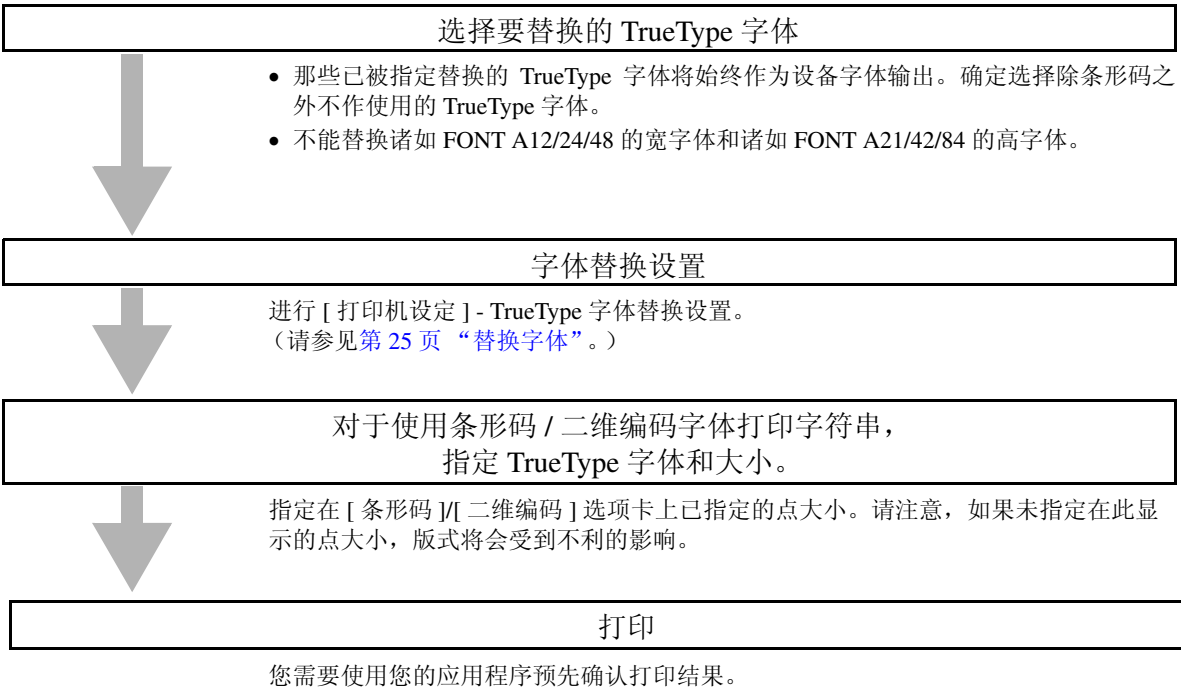 选择要替换的 TrueType 字体
• 那些已被指定替换的 TrueType 字体将始终作为设备字体输出。确定选择除条形码之
外不作使用的 TrueType 字体。
• 不能替换诸如 FONT A12/24/48 的宽字体和诸如 FONT A21/42/84 的高字体。
字体替换设置
进行 [ 打印机设定 ] - TrueType 字体替换设置。
（请参见第 25 页 “替换字体”。）
对于使用条形码 / 二维编码字体打印字符串，
指定 TrueType 字体和大小。
指定在 [ 条形码 ]/[ 二维编码 ] 选项卡上已指定的点大小。请注意，如果未指定在此显
示的点大小，版式将会受到不利的影响。
打印
您需要使用您的应用程序预先确认打印结果。